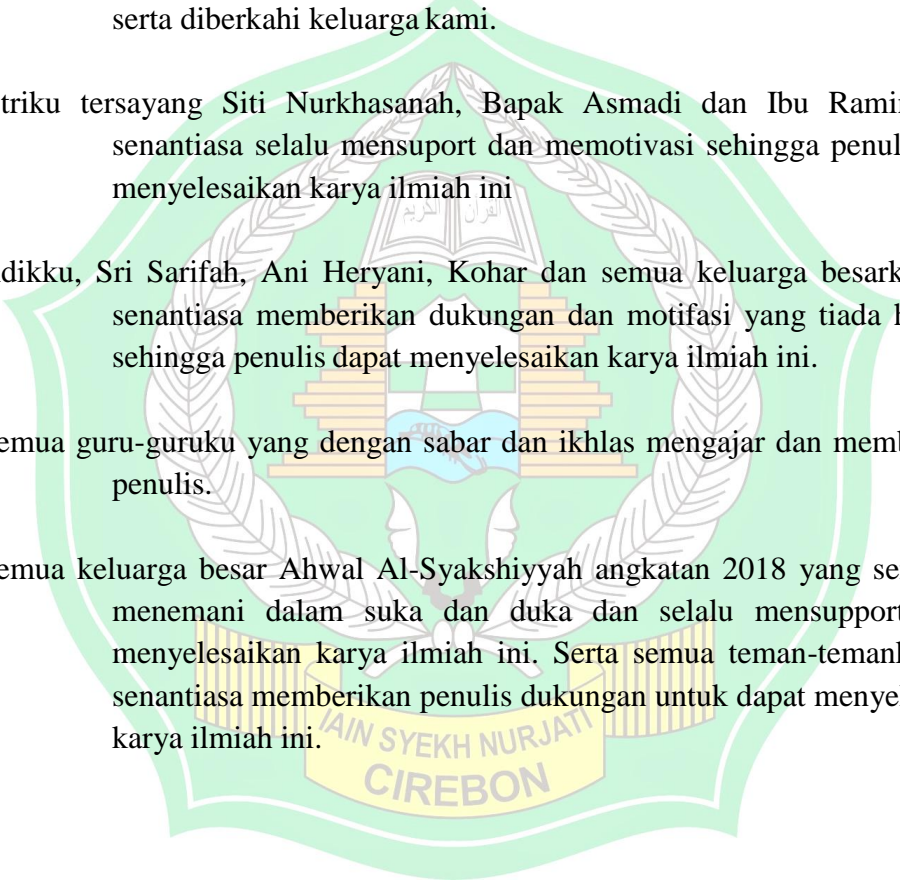 serta diberkahi keluarga kami.
triku tersayang Siti Nurkhasanah, Bapak Asmadi dan Ibu Ramin
senantiasa selalu mensuport dan memotivasi sehingga penul
menyelesaikan karya ilmiah ini
القرآن الكريم
dikku, Sri Sarifah, Ani Heryani, Kohar dan semua keluarga besark
senantiasa memberikan dukungan dan motifasi yang tiada h
sehingga penulis dapat menyelesaikan karya ilmiah ini.
emua guru-guruku yang dengan sabar dan ikhlas mengajar dan memb
penulis.
emua keluarga besar Ahwal Al-Syakshiyyah angkatan 2018 yang se
menemani dalam suka dan duka dan selalu mensupport
menyelesaikan karya ilmiah ini. Serta semua teman-temank
senantiasa memberikan penulis dukungan untuk dapat menye
karya ilmiah ini.
IAIN SYEKH NURJATI
CIREBON